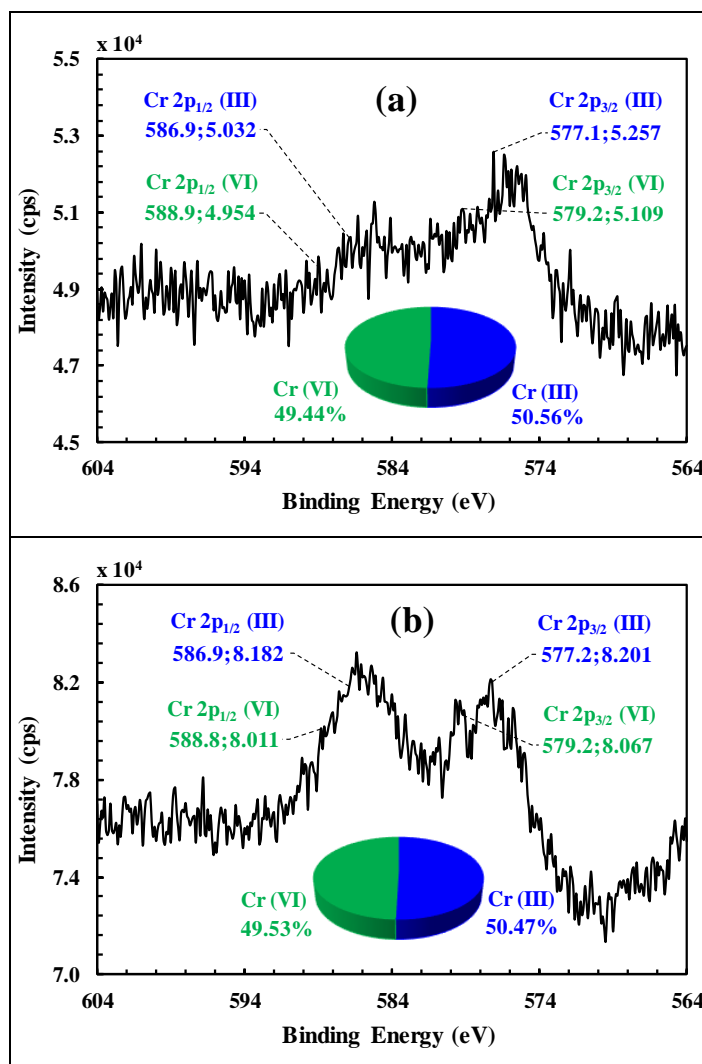 x 10⁴
5.5
(a)
Cr 2p₁/₂ (III)
586.9;5.032
Cr 2p₃/₂ (III)
577.1;5.257
5.3
Cr 2p₁/₂ (VI)
588.9;4.954
Cr 2p₃/₂ (VI)
579.2;5.109
5.1
Intensity (cps)
4.9
4.7
Cr (VI)
49.44%
Cr (III)
50.56%
4.5
604
594
584
574
564
Binding Energy (eV)
x 10⁴
8.6
(b)
Cr 2p₁/₂ (III)
586.9;8.182
Cr 2p₃/₂ (III)
577.2;8.201
8.2
Cr 2p₁/₂ (VI)
588.8;8.011
Cr 2p₃/₂ (VI)
579.2;8.067
Intensity (cps)
7.8
7.4
Cr (VI)
49.53%
Cr (III)
50.47%
7.0
604
594
584
574
564
Binding Energy (eV)